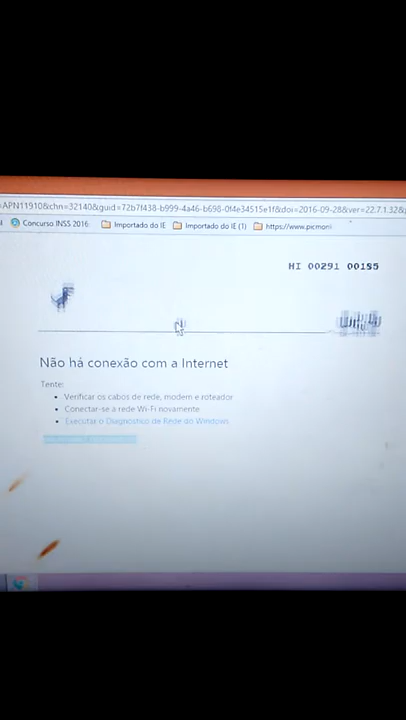 APN11910&chn=32140&guid=72b7f438-b999-4a46-b698-0f4e34515e1f&doi=2016-09-28&ver=22.7.1.32&
Concurso INSS 2016 Importado do IE Importado do IE (1) https://www.picmoni
HI 00291 00185
Não há conexão com a Internet
Tente:
Verificar os cabos de rede, modem e roteador
Conectar-se a rede Wi-Fi novamente
Executar o Diagnóstico de Rede do Windows